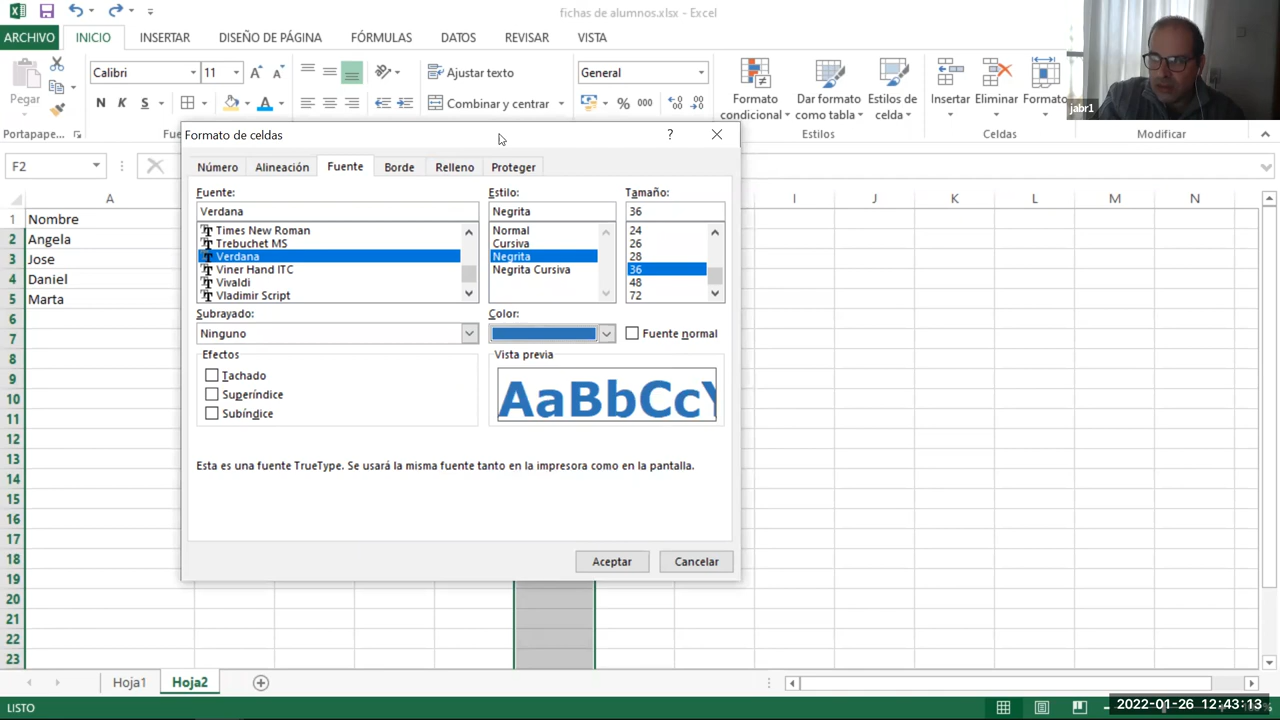 fichas de alumnos.xlsx - Excel
ARCHIVO INICIO INSERTAR DISEÑO DE PÁGINA FÓRMULAS DATOS REVISAR VISTA
Pegar
Calibri 11
N K S
Ajustar texto
Combinar y centrar
General
% 000
Formato condicional
Dar formato como tabla
Estilos de celda
Insertar Eliminar Formato
jabr1
Portapape... Fu
Estilos Celdas Modificar
Formato de celdas ?
F2
Número Alineación Fuente Borde Relleno Proteger
Fuente: Estilo: Tamaño:
Verdana Negrita 36
Times New Roman Normal 24
Trebuchet MS Cursiva 26
Verdana Negrita 28
Viner Hand ITC Negrita Cursiva 36
Vivaldi 48
Vladimir Script 72
Subrayado: Color:
Ninguno Fuente normal
Efectos Vista previa
Tachado
Superíndice
Subíndice
AaBbCcY
Esta es una fuente TrueType. Se usará la misma fuente tanto en la impresora como en la pantalla.
Aceptar Cancelar
A I J K L M N
1 Nombre
2 Angela
3 Jose
4 Daniel
5 Marta
6
7
8
9
10
11
12
13
14
15
16
17
18
19
20
21
22
23
Hoja1 Hoja2
LISTO
2022-01-26 12:43:13